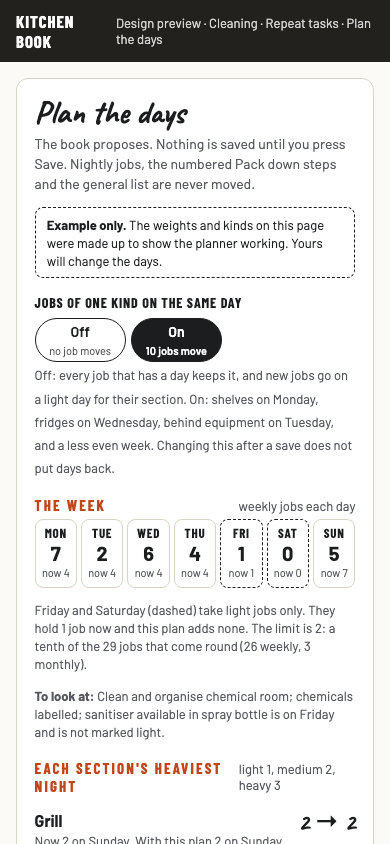 KITCHEN BOOK
Design preview · Cleaning · Repeat tasks · Plan the days
Plan the days
The book proposes. Nothing is saved until you press
Save. Nightly jobs, the numbered Pack down steps
and the general list are never moved.
Example only. The weights and kinds on this page
were made up to show the planner working. Yours
will change the days.
JOBS OF ONE KIND ON THE SAME DAY
Off On
no job moves 10 jobs move
Off: every job that has a day keeps it, and new jobs go on
a light day for their section. On: shelves on Monday,
fridges on Wednesday, behind equipment on Tuesday,
and a less even week. Changing this after a save does not
put days back.
THE WEEK weekly jobs each day
MON TUE WED THU FRI SAT SUN
7 2 6 4 1 0 5
now 4 now 4 now 4 now 4 now 1 now 0 now 7
Friday and Saturday (dashed) take light jobs only. They
hold 1 job now and this plan adds none. The limit is 2: a
tenth of the 29 jobs that come round (26 weekly, 3
monthly).
To look at: Clean and organise chemical room; chemicals
labelled; sanitiser available in spray bottle is on Friday
and is not marked light.
EACH SECTION'S HEAVIEST NIGHT
light 1, medium 2, heavy 3
Grill 2 → 2
Now 2 on Sunday. With this plan 2 on Sunday